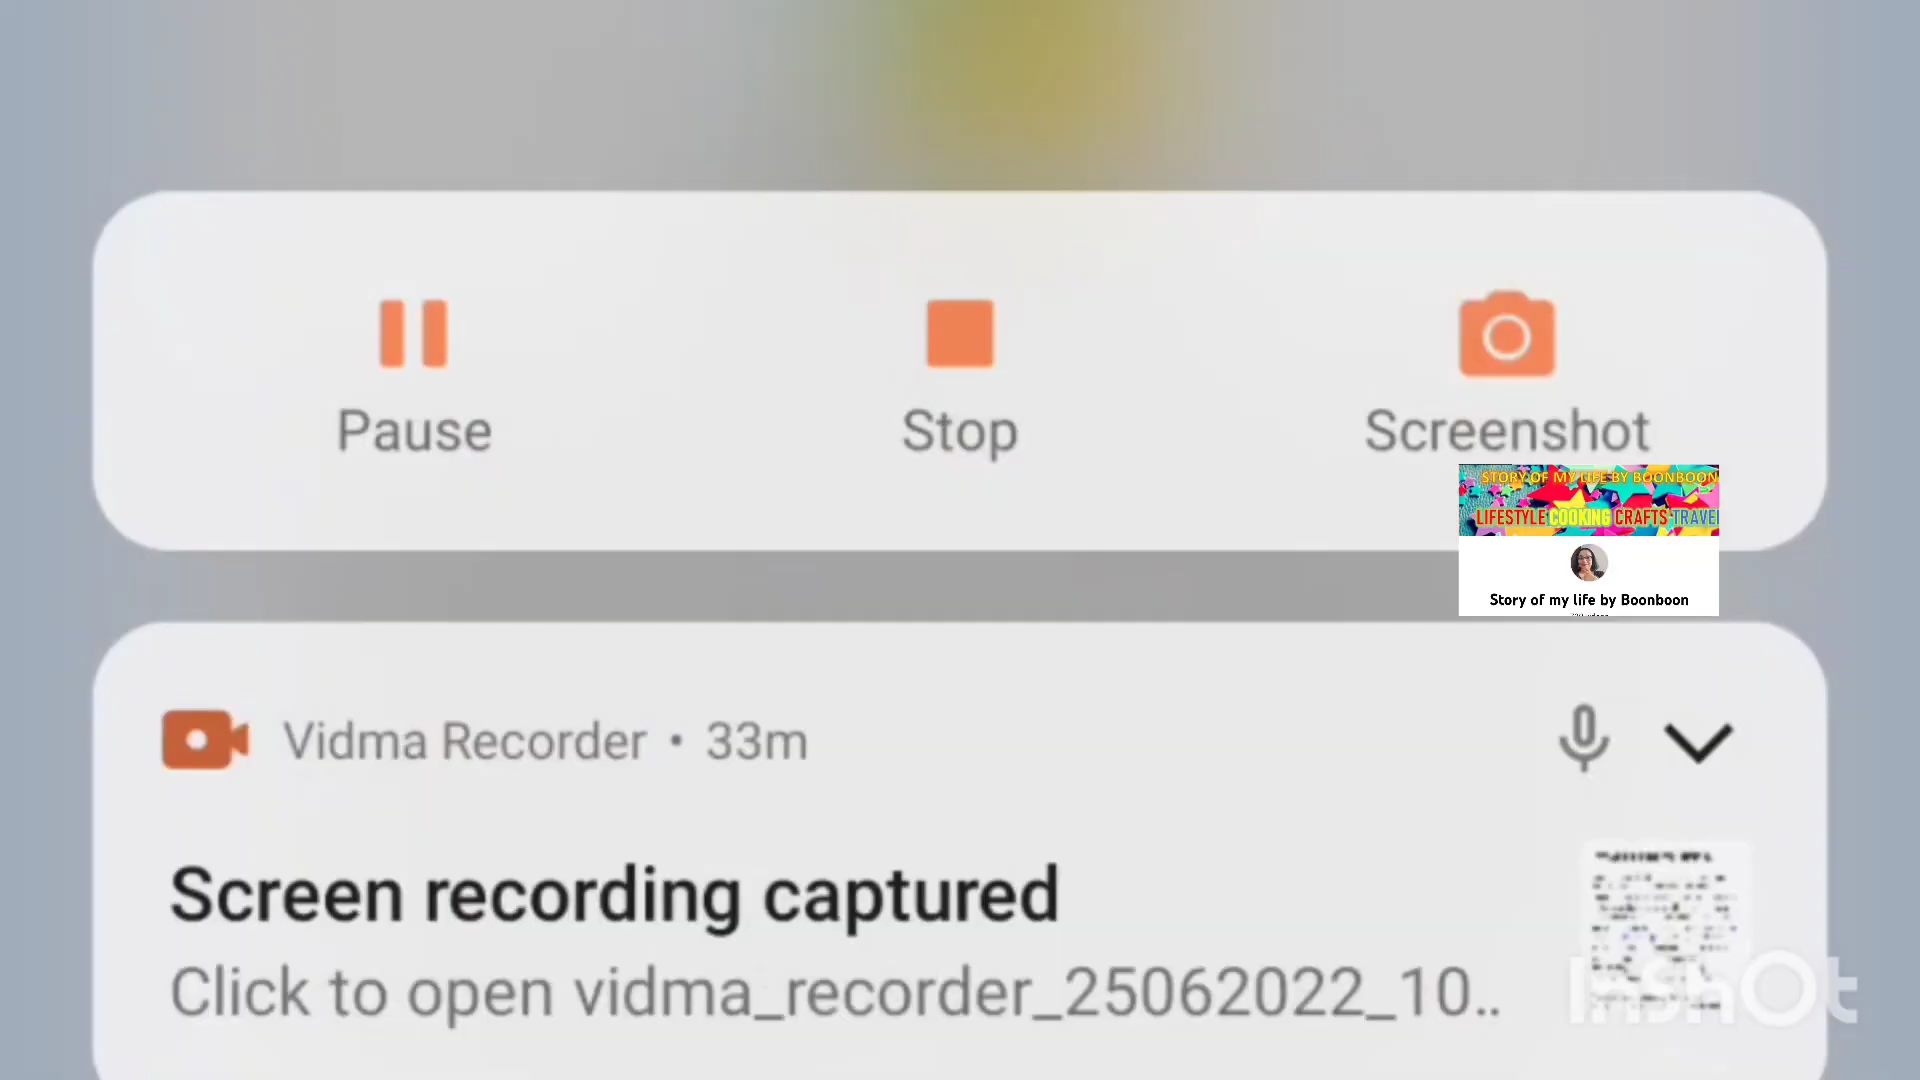 Pause
Stop
Screenshot
STORY OF MY LIFE BY BOONBOON
LIFESTYLE COOKING CRAFTS TRAVEL
Story of my life by Boonboon
Vidma Recorder • 33m
Screen recording captured
Click to open vidma_recorder_25062022_10..
InShOt